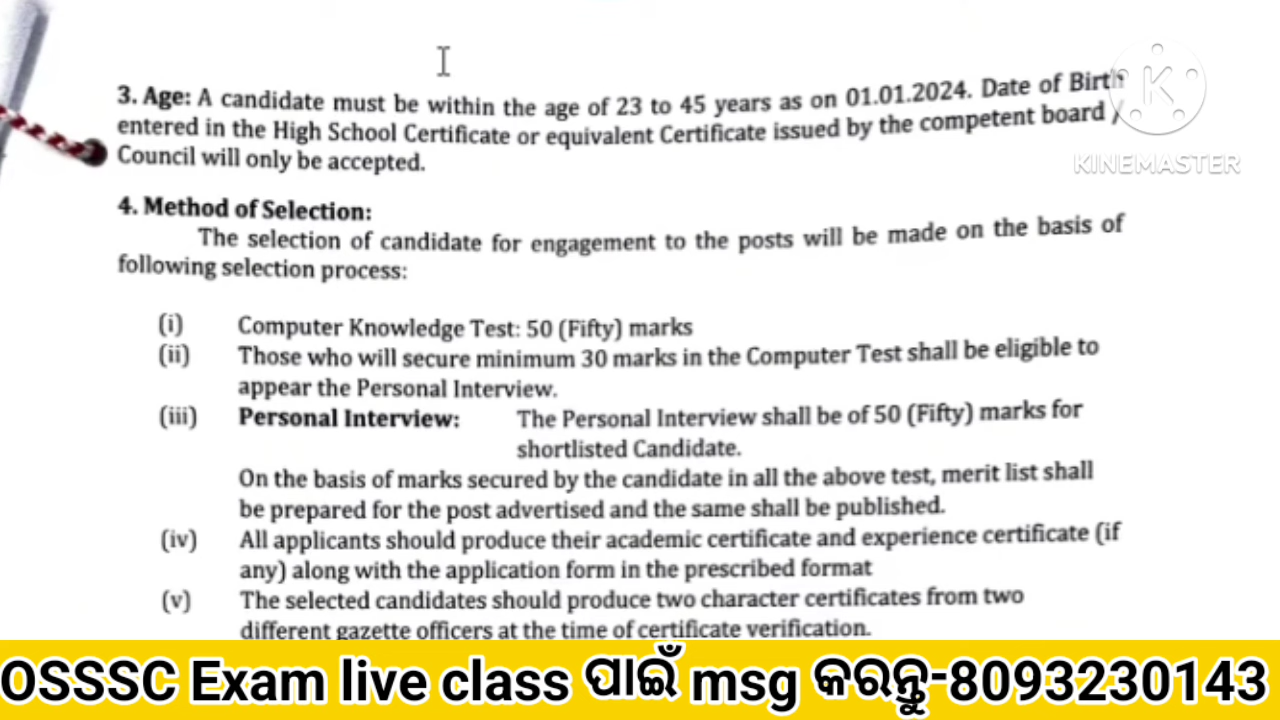 3. Age: A candidate must be within the age of 23 to 45 years as on 01.01.2024. Date of Birth
entered in the High School Certificate or equivalent Certificate issued by the competent board /
Council will only be accepted.
4. Method of Selection:
The selection of candidate for engagement to the posts will be made on the basis of
following selection process:
(i) Computer Knowledge Test: 50 (Fifty) marks
(ii) Those who will secure minimum 30 marks in the Computer Test shall be eligible to
appear the Personal Interview.
(iii) Personal Interview: The Personal Interview shall be of 50 (Fifty) marks for
shortlisted Candidate.
On the basis of marks secured by the candidate in all the above test, merit list shall
be prepared for the post advertised and the same shall be published.
(iv) All applicants should produce their academic certificate and experience certificate (if
any) along with the application form in the prescribed format
(v) The selected candidates should produce two character certificates from two
different gazette officers at the time of certificate verification.
K
KINEMASTER
OSSSC Exam live class ପାଇଁ msg କରନ୍ତୁ-8093230143